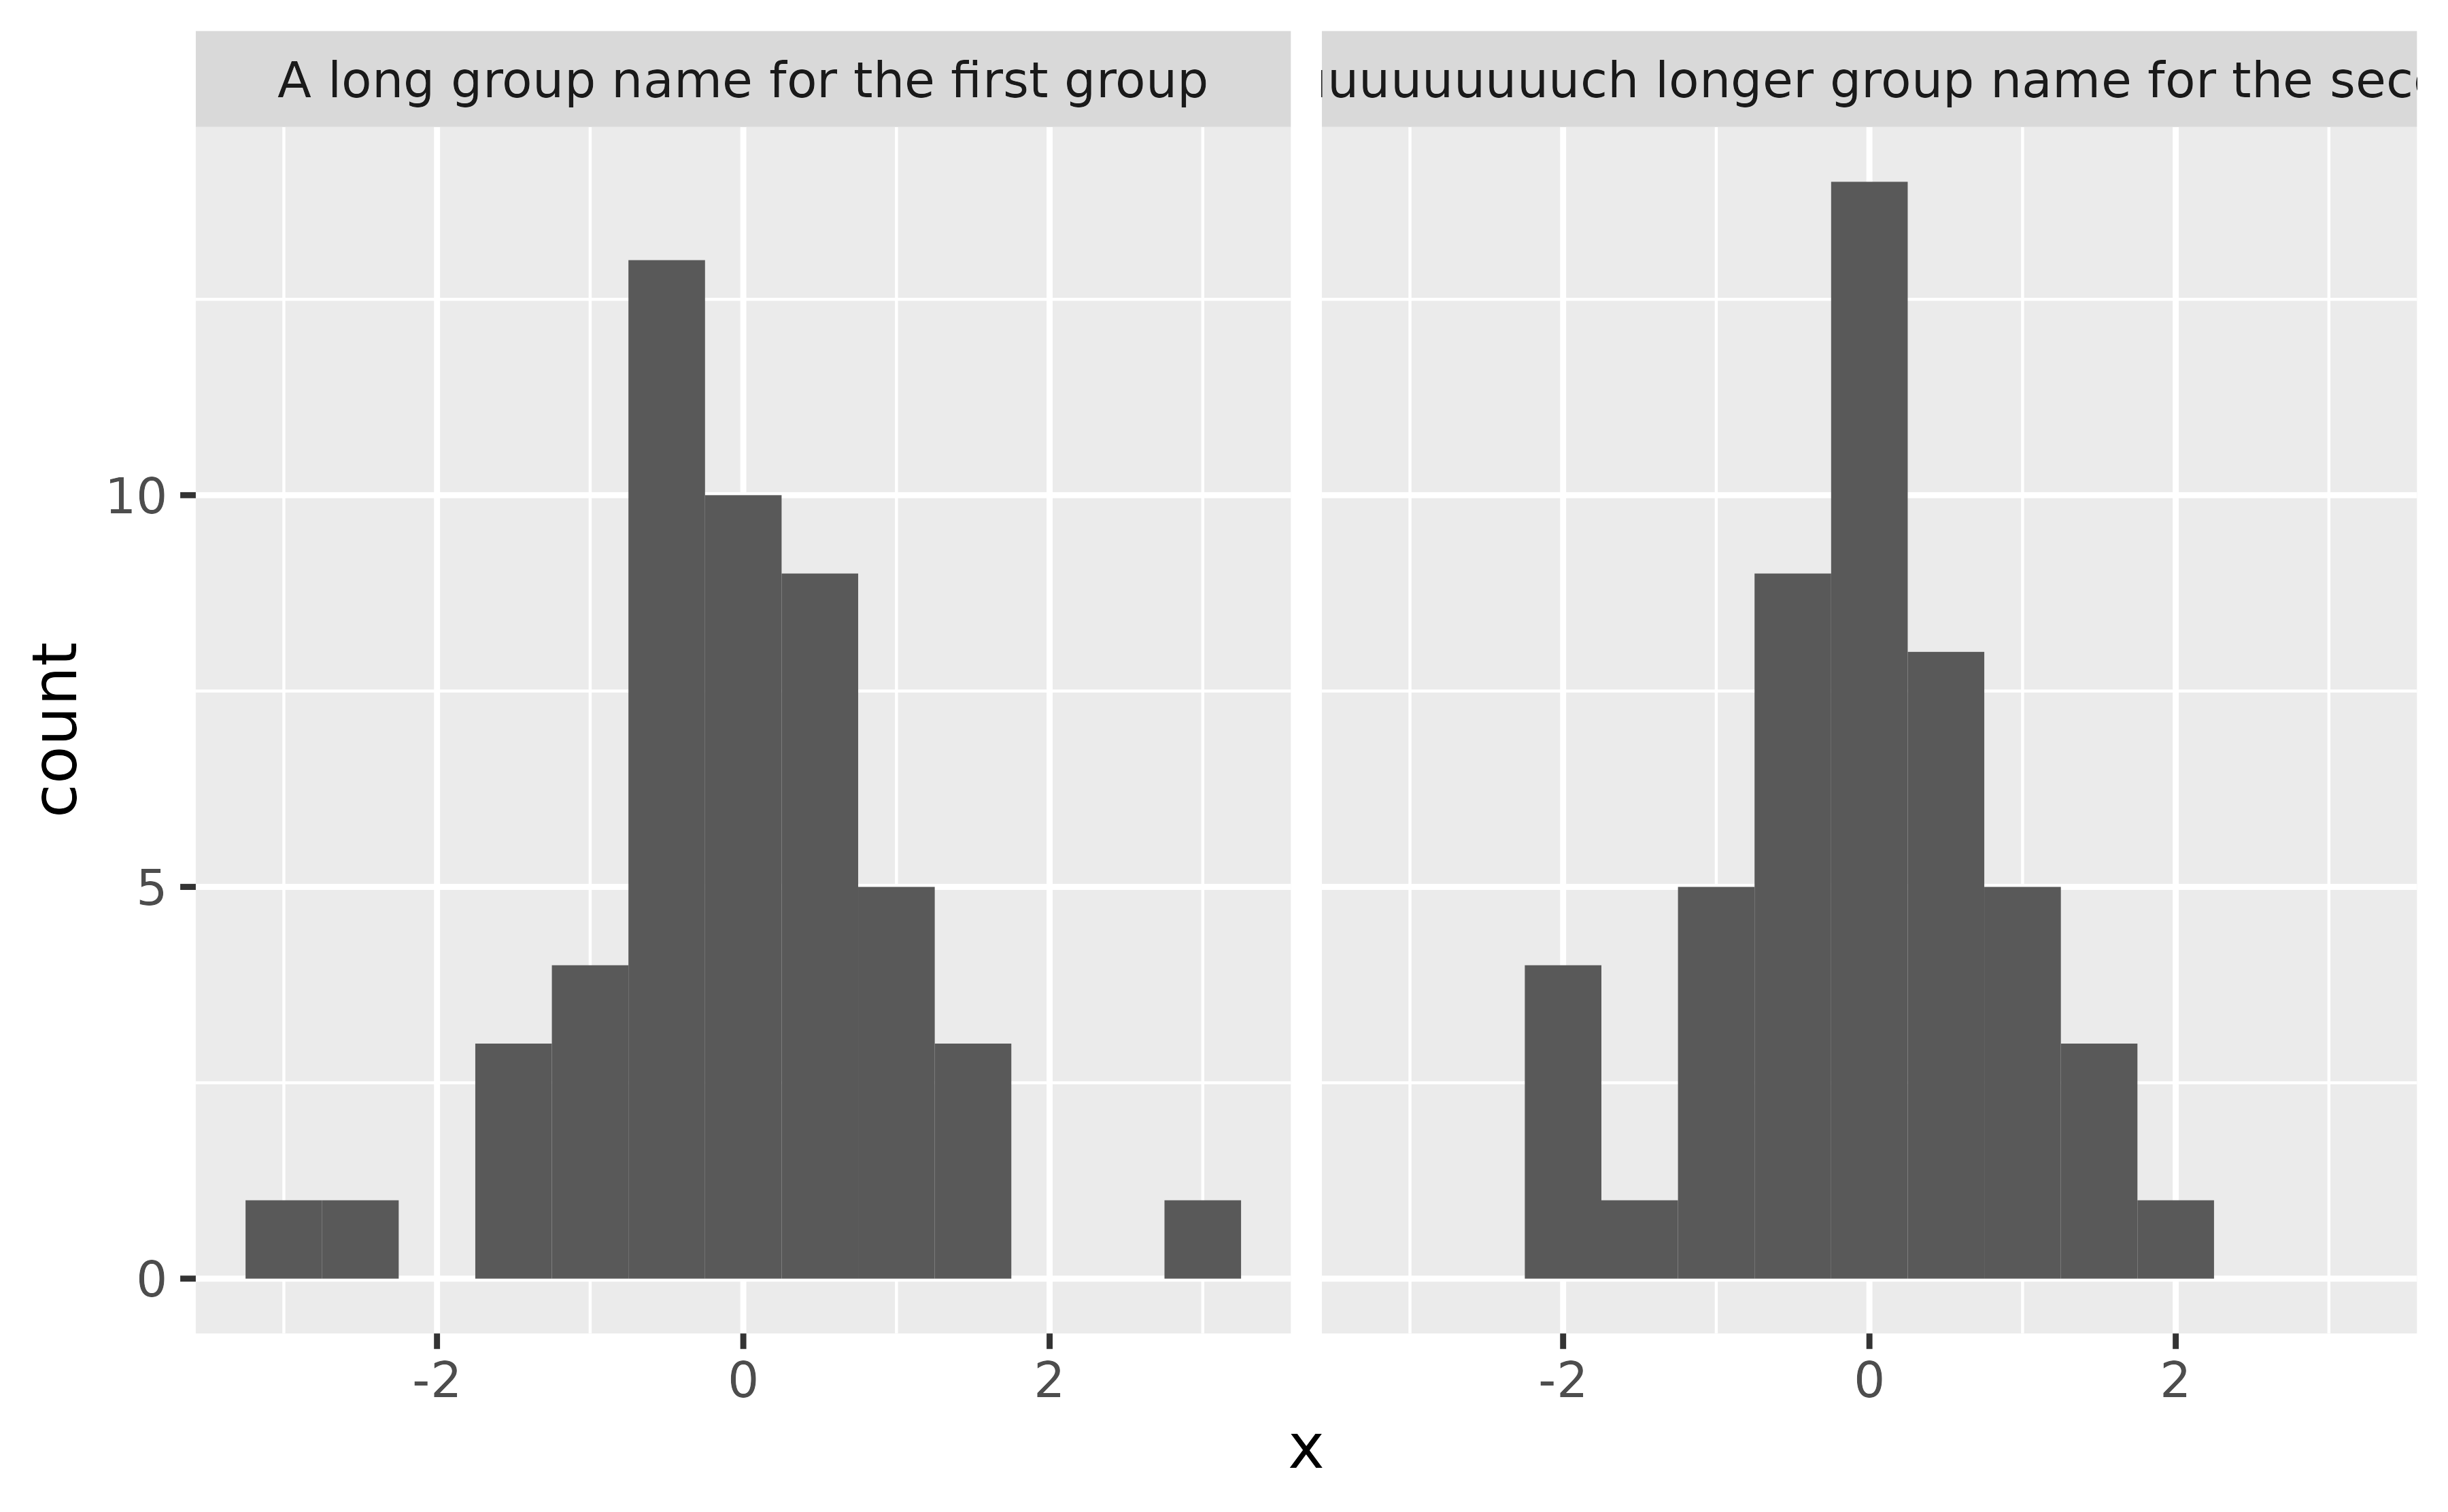 A long group name for the first group
uuuuuuuuch longer group name for the sec
count
10
5
0
-2 0 2
-2 0 2
x